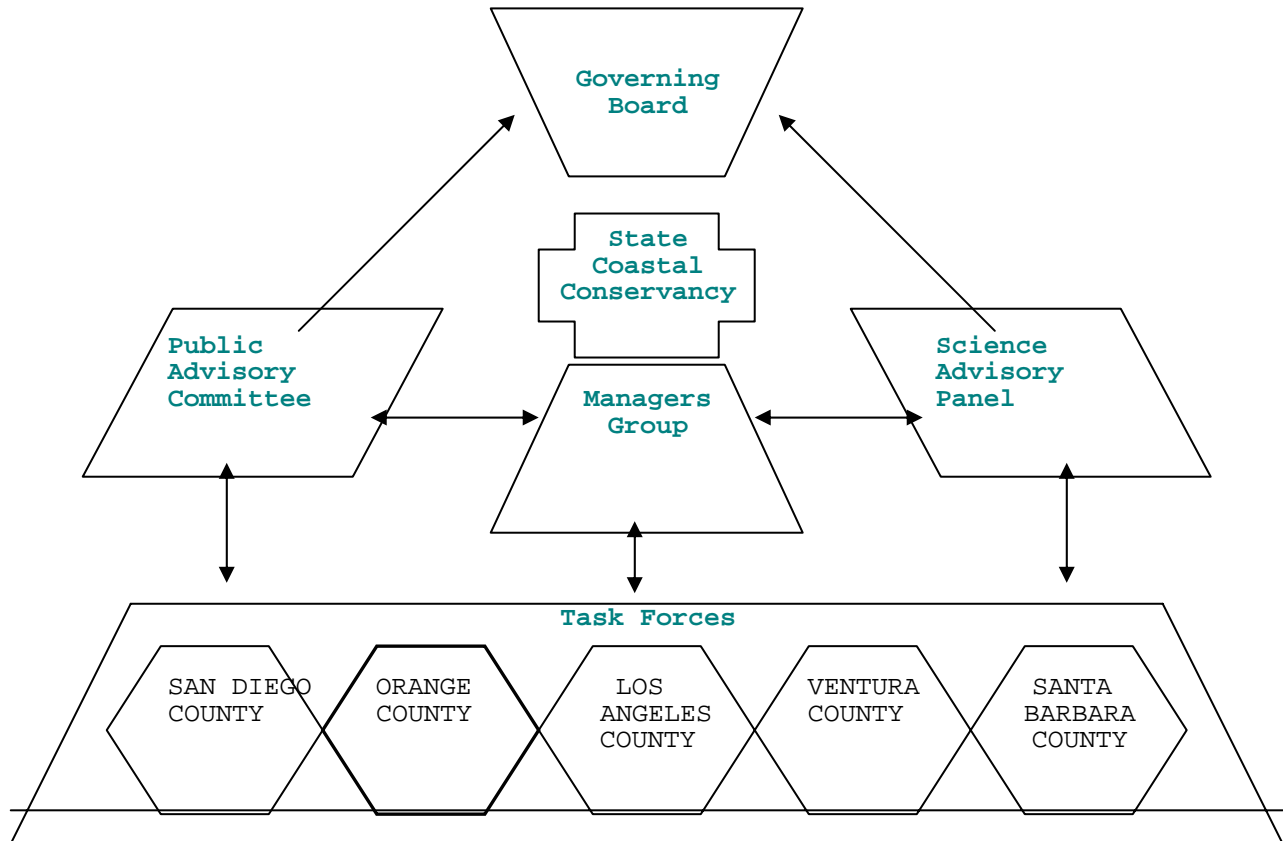 Governing
Board
State
Coastal
Conservancy
Public
Advisory
Committee
Managers
Group
Science
Advisory
Panel
Task Forces
SAN DIEGO
COUNTY
ORANGE
COUNTY
LOS
ANGELES
COUNTY
VENTURA
COUNTY
SANTA
BARBARA
COUNTY